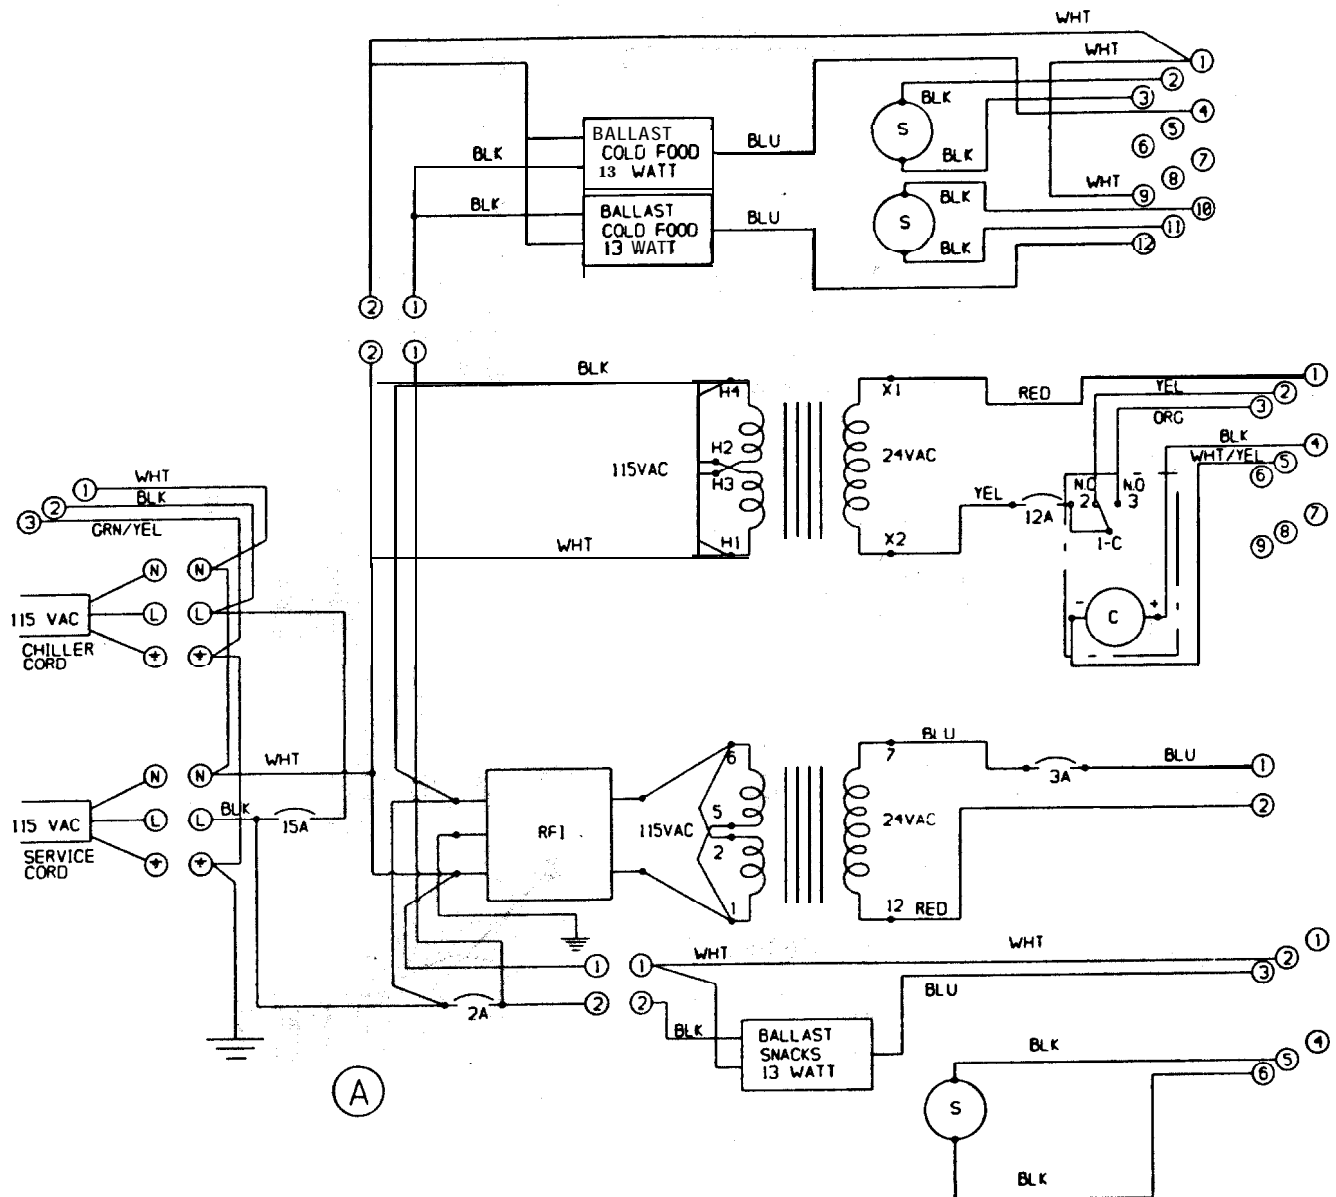 WHT
WHT
1
2
BLK
3
4
S
5
BALLAST
COLD FOOD
13 WATT
BLU
BLK
BLK
6
7
8
WHT
9
BLK
BALLAST
COLD FOOD
13 WATT
BLU
S
BLK
10
11
BLK
12
2
1
2
1
BLK
H4
X1
RED
1
YEL
2
ORG
3
BLK
4
WHT/YEL
5
6
115VAC
H2
H3
24VAC
YEL
12A
N.C
2
N.O
3
1-C
7
8
9
WHT
H1
X2
- C +
WHT
1
BLK
2
3
GRN/YEL
N N
115 VAC
L L
CHILLER
CORD
WHT
N N
115 VAC
L L
BLK
15A
SERVICE
CORD
RFI
6
115VAC
5
2
1
7
BLU
3A
BLU
1
2
24VAC
12
RED
1
1
WHT
WHT
1
2
3
2A
2
2
BLK
BALLAST
SNACKS
13 WATT
BLU
A
BLK
4
5
6
S
BLK